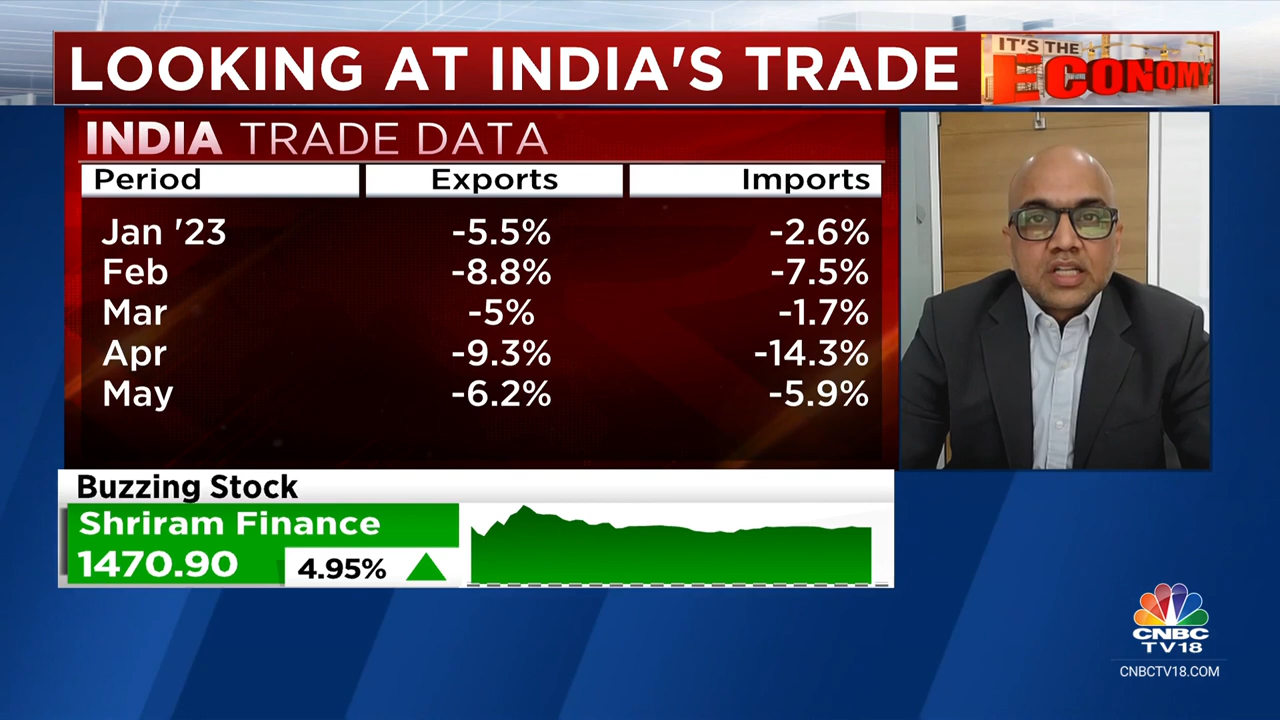 LOOKING AT INDIA'S TRADE
IT'S THE
ECONOMY
INDIA TRADE DATA
Period Exports Imports
Jan '23 -5.5% -2.6%
Feb -8.8% -7.5%
Mar -5% -1.7%
Apr -9.3% -14.3%
May -6.2% -5.9%
Buzzing Stock
Shriram Finance
1470.90 4.95%
CNBC
TV18
CNBCTV18.COM